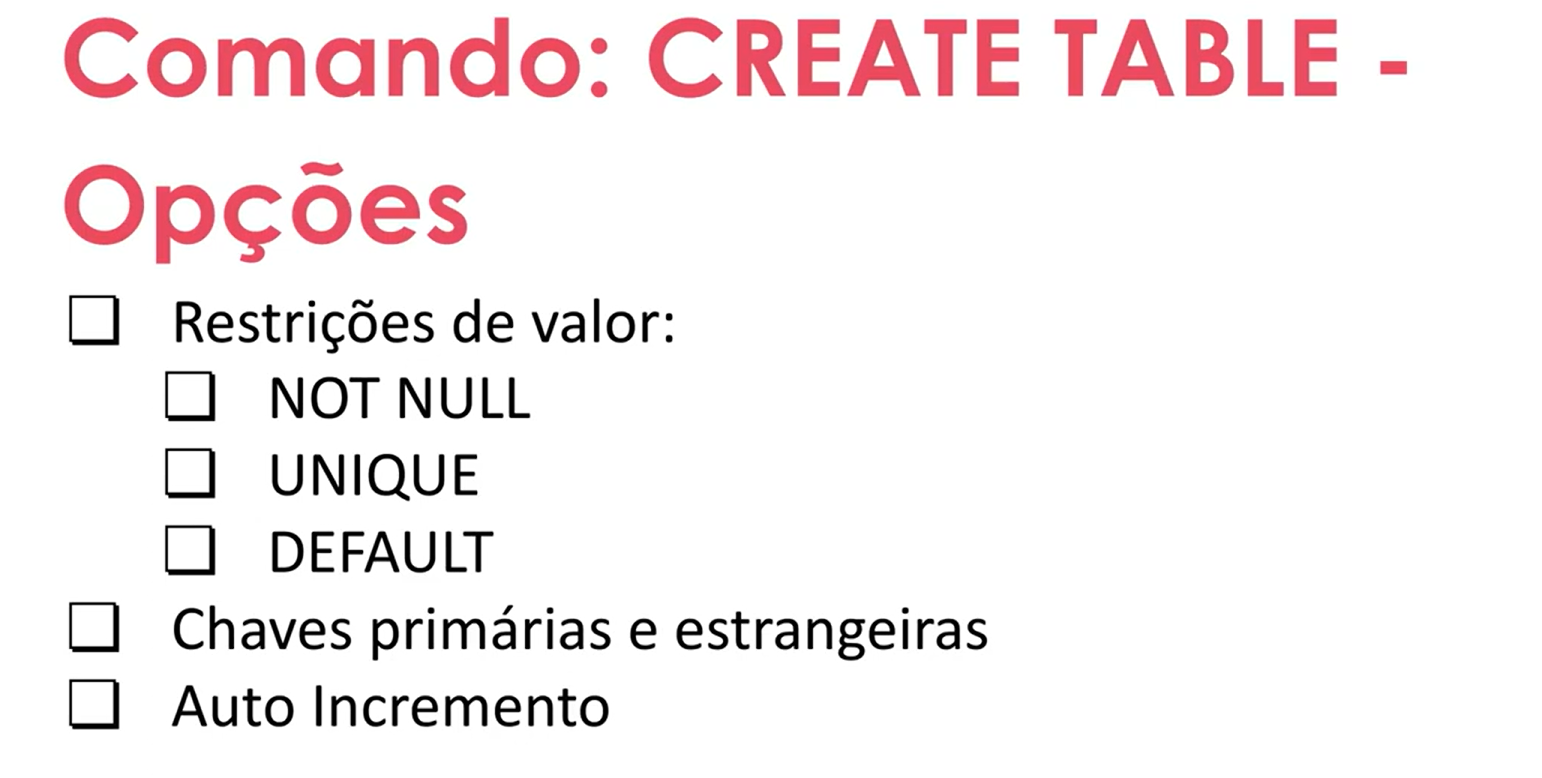 Comando: CREATE TABLE -
Opções
Restrições de valor:
NOT NULL
UNIQUE
DEFAULT
Chaves primárias e estrangeiras
Auto Incremento